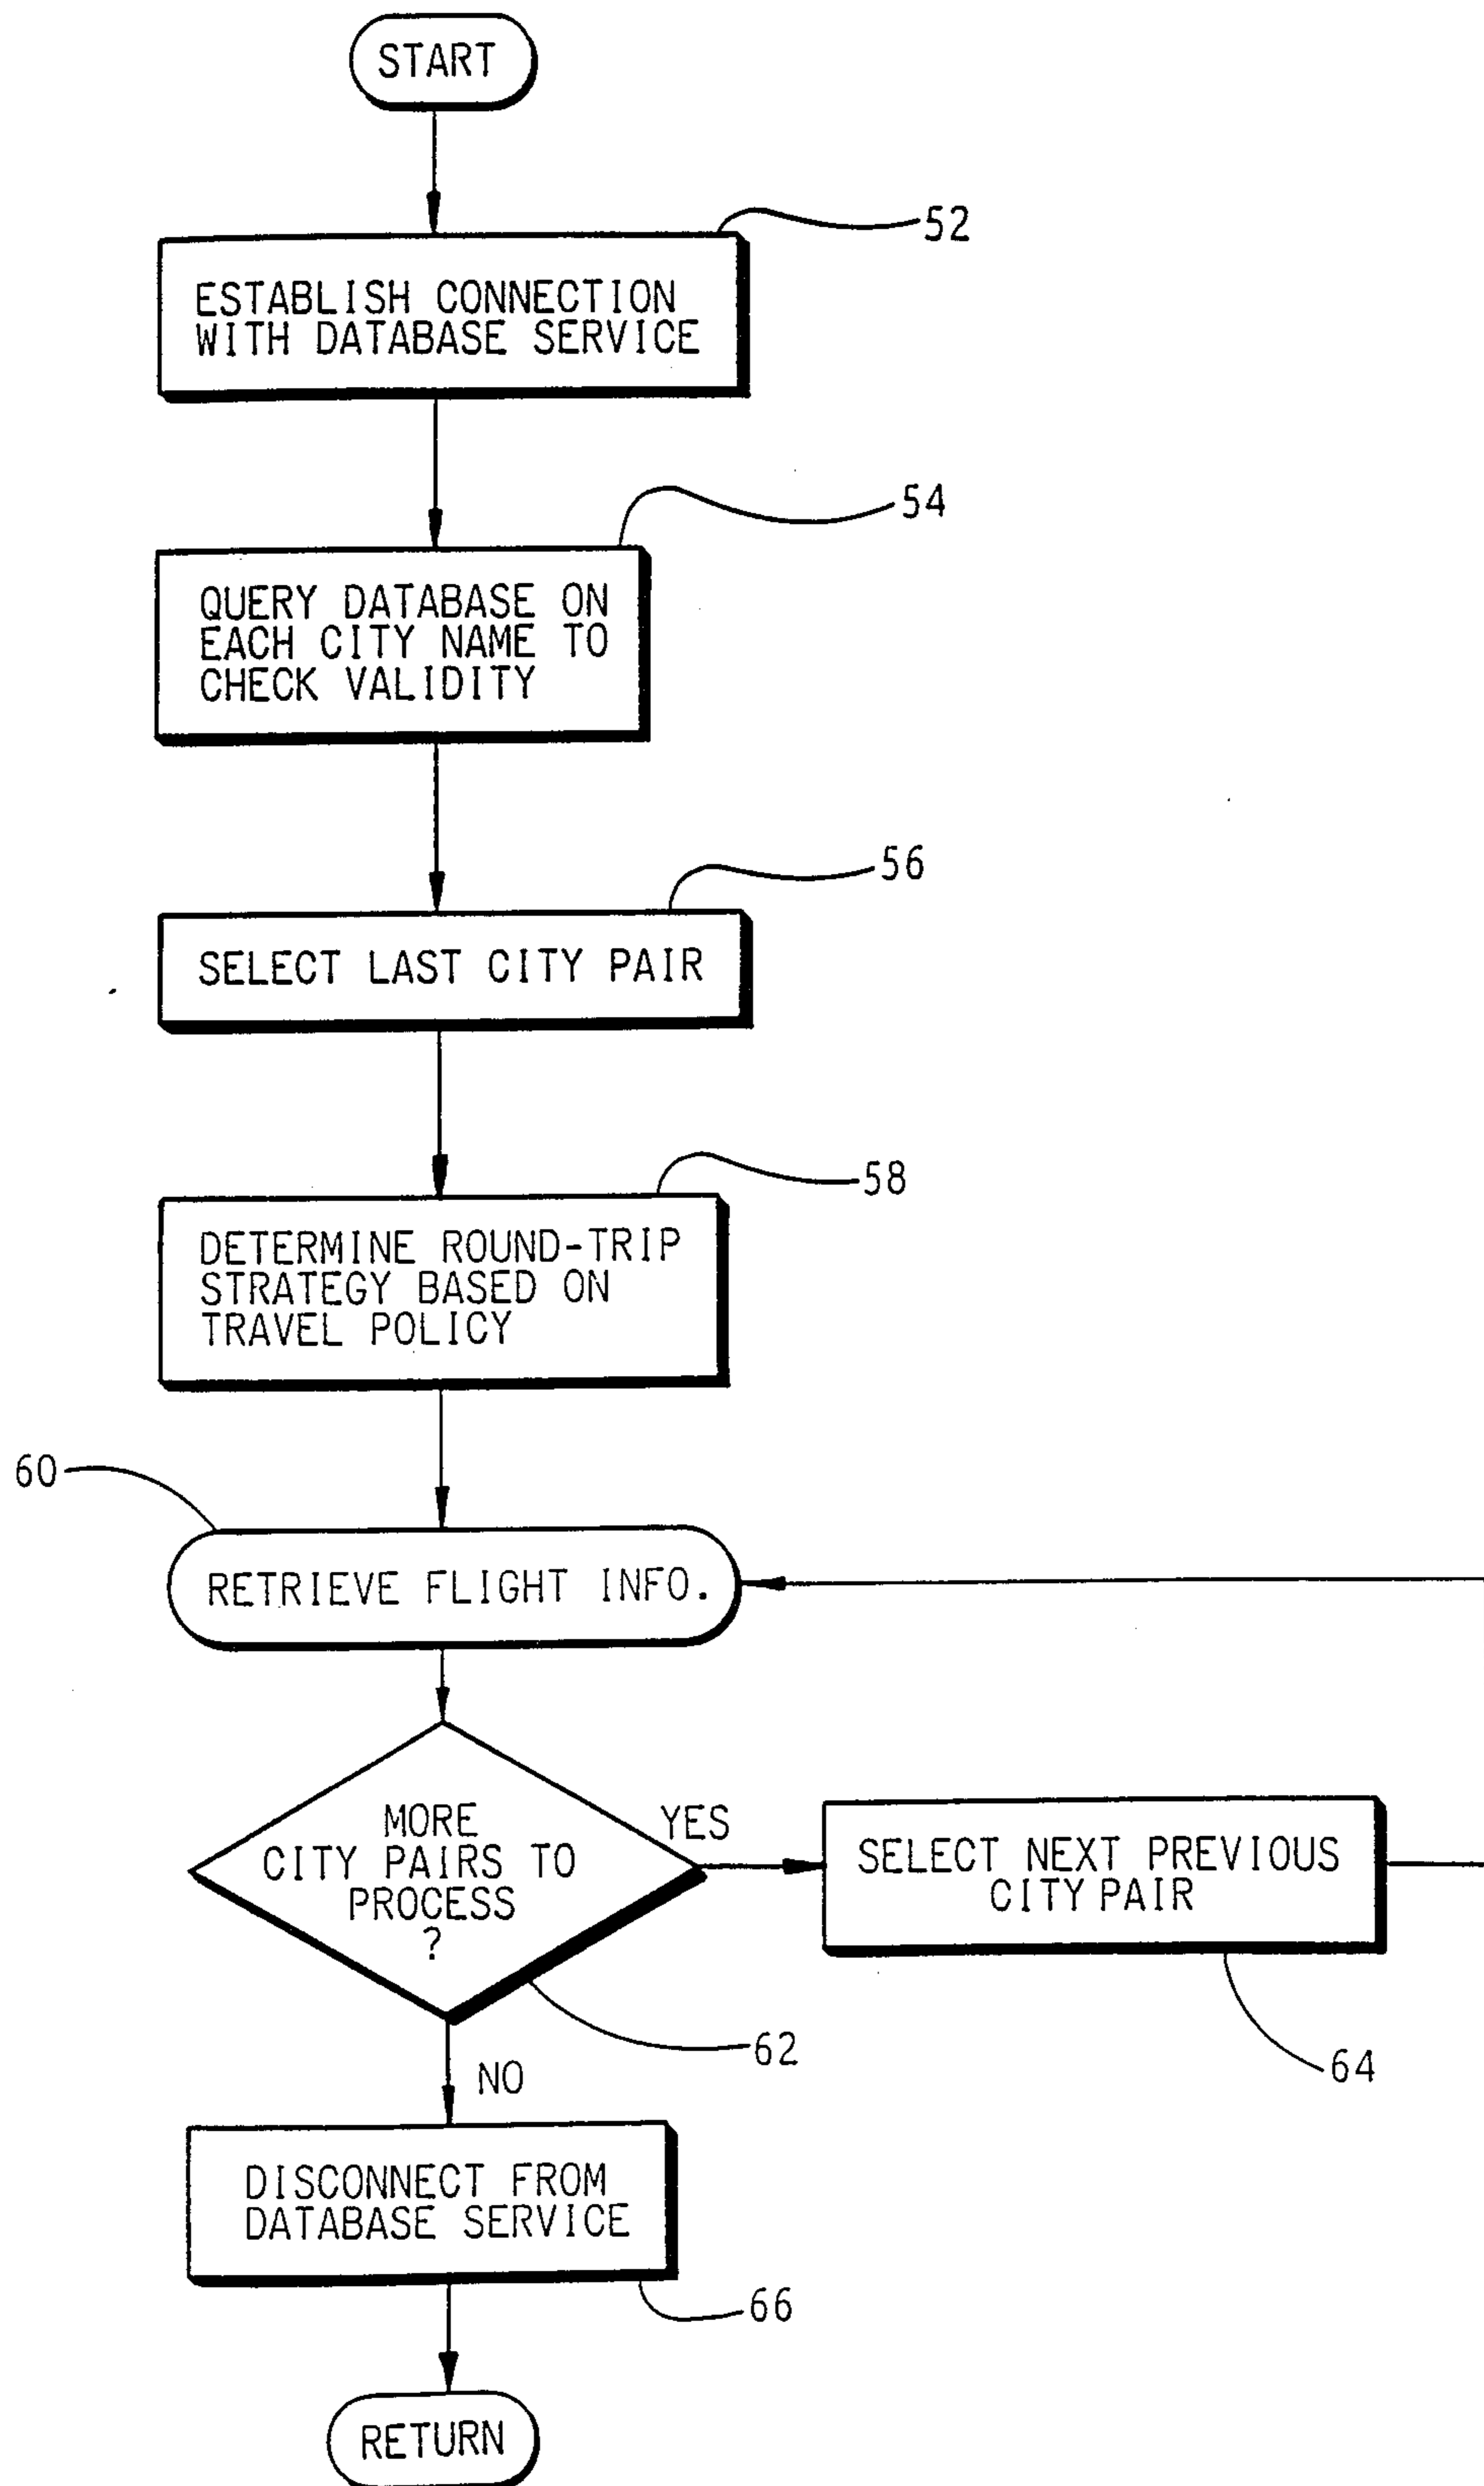 START
52
ESTABLISH CONNECTION
WITH DATABASE SERVICE
54
QUERY DATABASE ON
EACH CITY NAME TO
CHECK VALIDITY
56
SELECT LAST CITY PAIR
58
DETERMINE ROUND-TRIP
STRATEGY BASED ON
TRAVEL POLICY
60
RETRIEVE FLIGHT INFO.
MORE
CITY PAIRS TO
PROCESS
?
YES
SELECT NEXT PREVIOUS
CITY PAIR
62
64
NO
DISCONNECT FROM
DATABASE SERVICE
66
RETURN